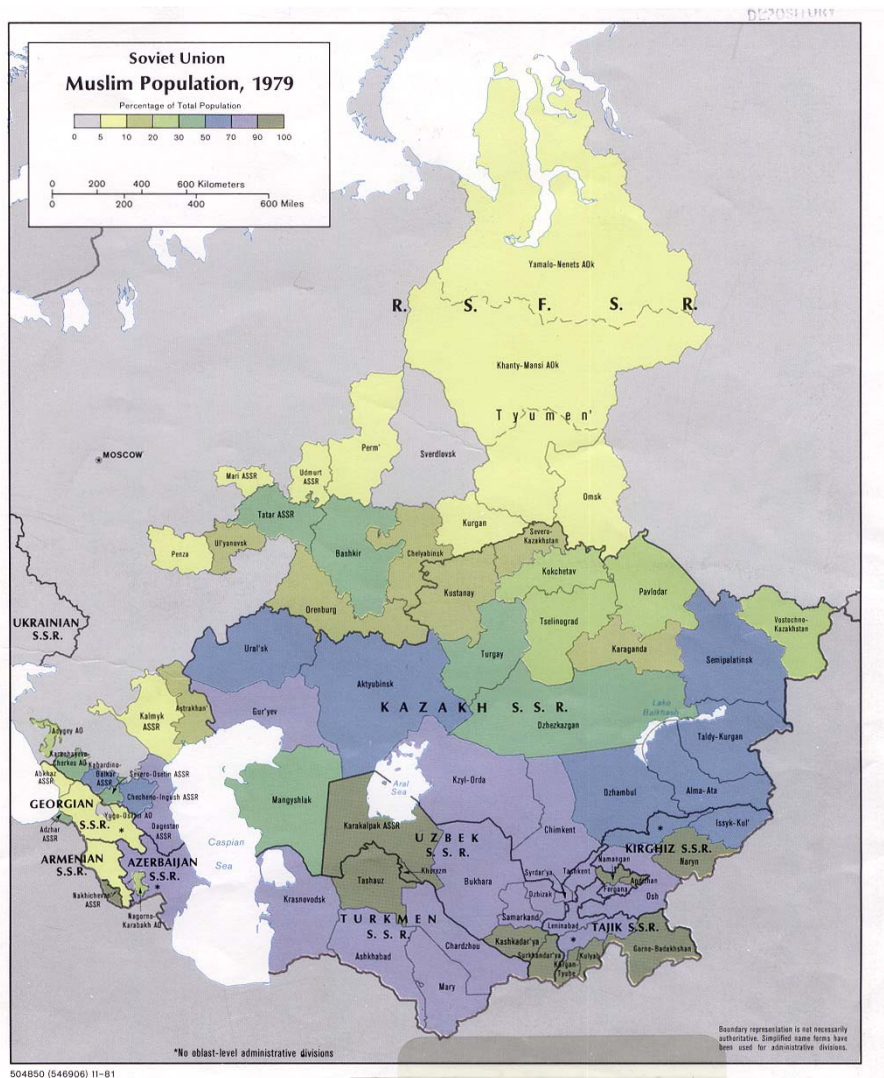 DEPOSITORY
Soviet Union
Muslim Population, 1979
Percentage of Total Population
0 5 10 20 30 50 70 90 100
0 200 400 600 Kilometers
0 200 400 600 Miles
Yamalo-Nenets AOk
R. S. F. S. R.
Khanty-Mansi AOk
Tyumen'
Perm'
Sverdlovsk
MOSCOW
Mari ASSR
Udmurt
ASSR
Omsk
Tatar ASSR
Kurgan
Penza
Ul'yanovsk
Bashkir
Chelyabinsk
Severo-
Kazakhstan
Kokchetav
Kustanay
Pavlodar
Orenburg
Tselinograd
Vostochno-
Kazakhstan
UKRAINIAN
S.S.R.
Ural'sk
Turgay
Karaganda
Semipalatinsk
Aktyubinsk
Kalmyk
ASSR
Astrakhan'
Gur'yev
KAZAKH S.S.R.
Lake
Balkhash
Dzhezkazgan
Adygey AO
Taldy-Kurgan
Karachayevo-
Cherkess AO
Kabardino-
Balkar
ASSR
Severo-Osetin ASSR
Abkhaz
ASSR
Checheno-Ingush ASSR
Kzyl-Orda
Aral
Sea
Mangyshlak
Dzhambul
Alma-Ata
GEORGIAN
S.S.R.
*
Yugo-Osetin AO
Dagestan
ASSR
Karakalpak ASSR
Chimkent
Issyk-Kul'
Adzhar
ASSR
Caspian
Sea
UZBEK
S.S.R.
*
KIRGHIZ S.S.R.
Naryn
ARMENIAN
S.S.R.
AZERBAIJAN
S.S.R.
*
Khorezm
Tashauz
Bukhara
Syrdar'ya
Tashkent
Namangan
Andizhan
Fergana
Osh
Nakhichevan
ASSR
Krasnovodsk
Dzhizak
Nagorno-
Karabakh AO
TURKMEN
S.S.R.
Samarkand
Leninabad
TAJIK S.S.R.
*
Chardzhou
Kashkadar'ya
Ashkhabad
Surkhandar'ya
Kulyab
Kurgan-
Tyube
Gorno-Badakhshan
Mary
Boundary representation is not necessarily
authoritative. Simplified name forms have
been used for administrative divisions.
*No oblast-level administrative divisions
504850 (546906) 11-81